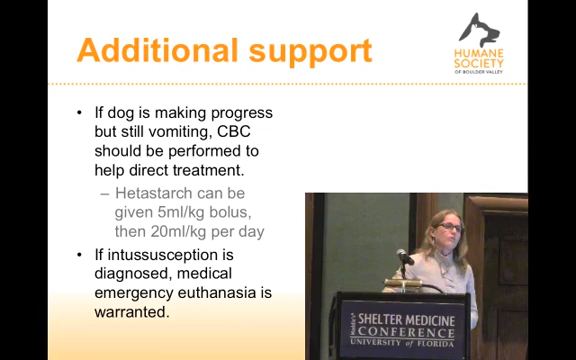 Additional support
HUMANE
SOCIETY
OF BOULDER VALLEY
• If dog is making progress
but still vomiting, CBC
should be performed to
help direct treatment.
– Hetastarch can be
given 5ml/kg bolus,
then 20ml/kg per day
• If intussusception is
diagnosed, medical
emergency euthanasia is
warranted.
Maddie's
SHELTER MEDICINE
CONFERENCE
UNIVERSITY of FLORIDA